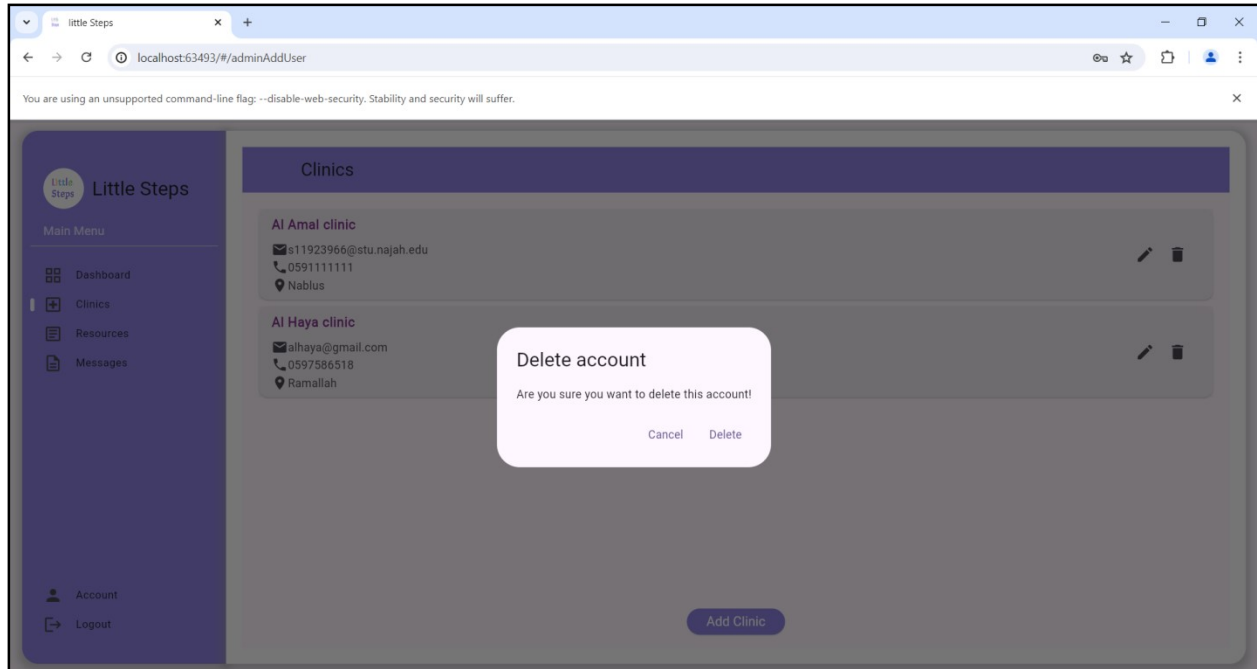 little Steps
localhost:63493/#/adminAddUser
You are using an unsupported command-line flag: --disable-web-security. Stability and security will suffer.
Little
Steps
Little Steps
Main Menu
Dashboard
Clinics
Resources
Messages
Account
Logout
Clinics
Al Amal clinic
s11923966@stu.najah.edu
0591111111
Nablus
Al Haya clinic
alhaya@gmail.com
0597586518
Ramallah
Delete account
Are you sure you want to delete this account!
Cancel Delete
Add Clinic